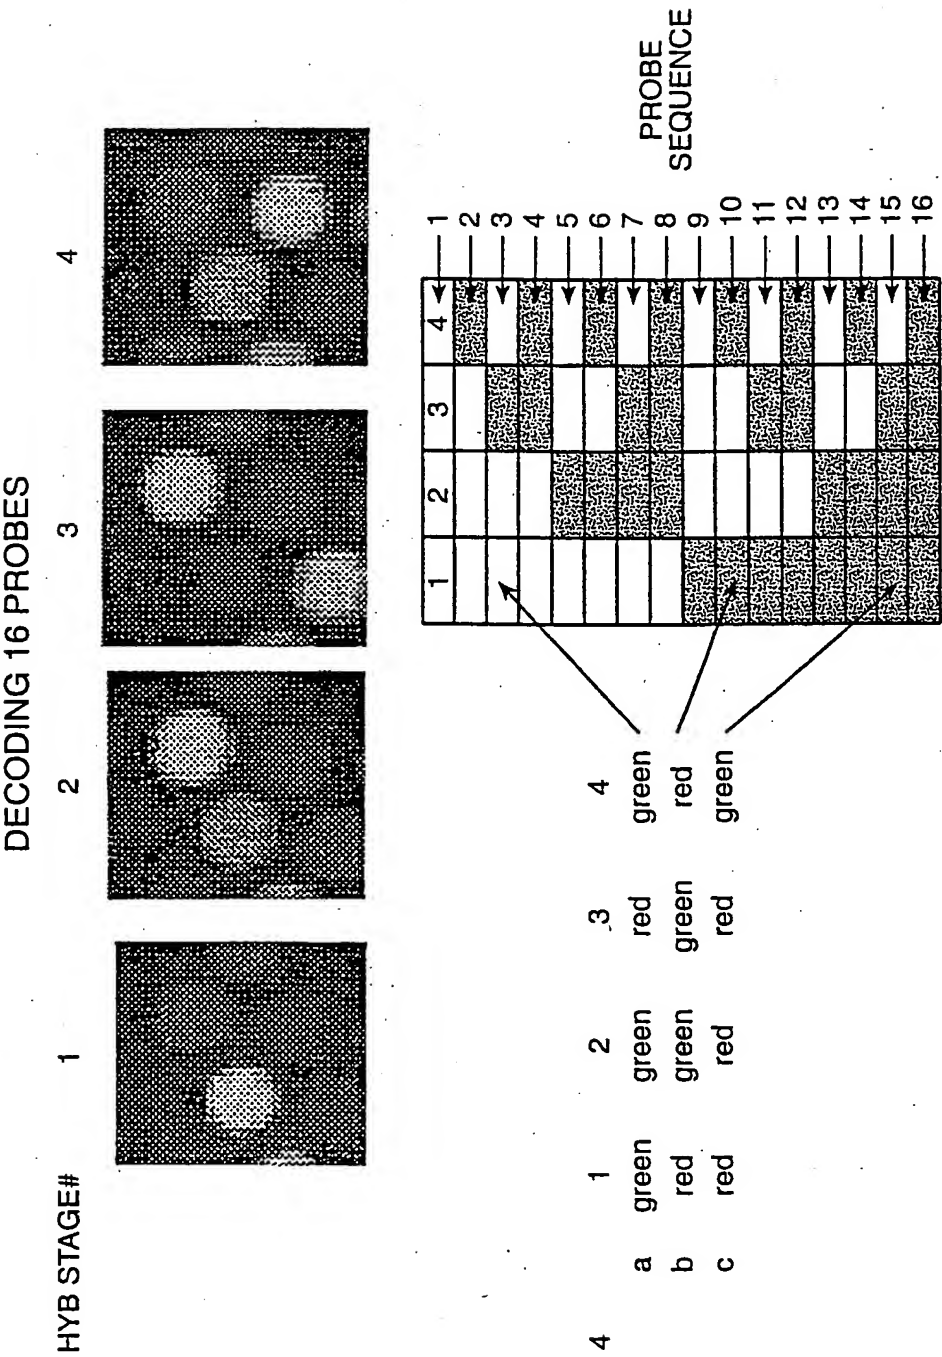 DECODING 16 PROBES
HYB STAGE# 1 2 3 4
1 2 3 4
1
2
3
4
5
6
7
8
9
10
11
12
13
14
15
16
PROBE
SEQUENCE
1 2 3 4
a green green red green
b red green green red
c red red red green
4